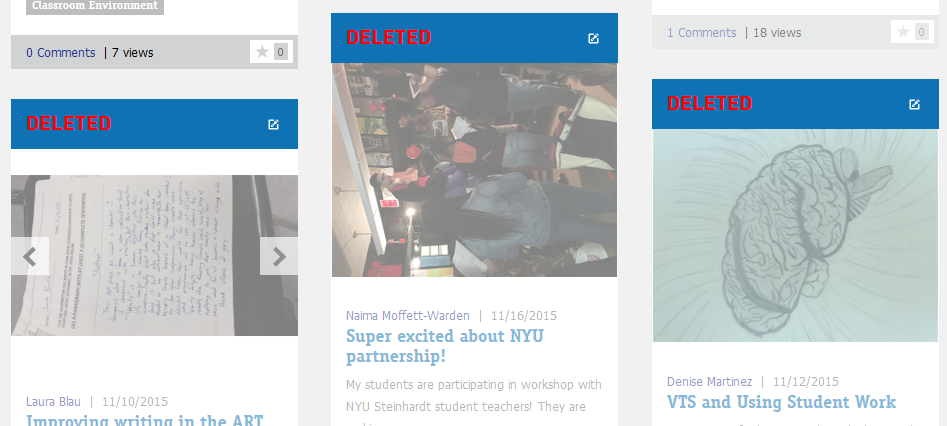 Classroom Environment
0 Comments | 7 views
0
DELETED
Laura Blau | 11/10/2015
Improving writing in the ART
DELETED
Naima Moffett-Warden | 11/16/2015
Super excited about NYU
partnership!
My students are participating in workshop with
NYU Steinhardt student teachers! They are
1 Comments | 18 views
0
DELETED
Denise Martinez | 11/12/2015
VTS and Using Student Work